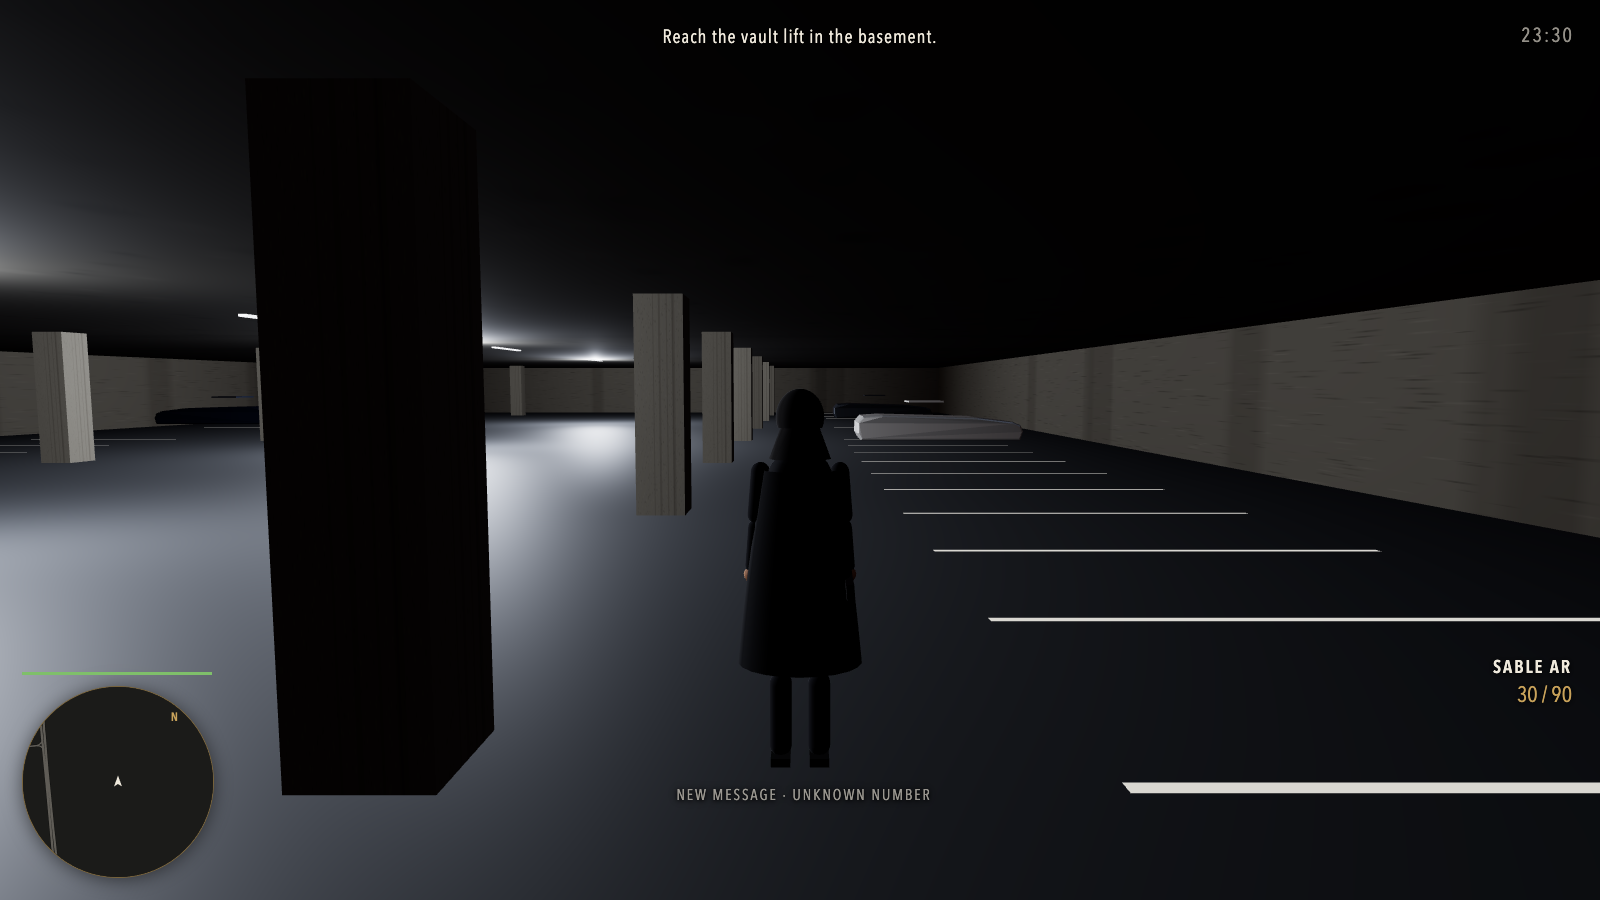 Reach the vault lift in the basement.
23:30
N
SABLE AR
30 / 90
NEW MESSAGE · UNKNOWN NUMBER